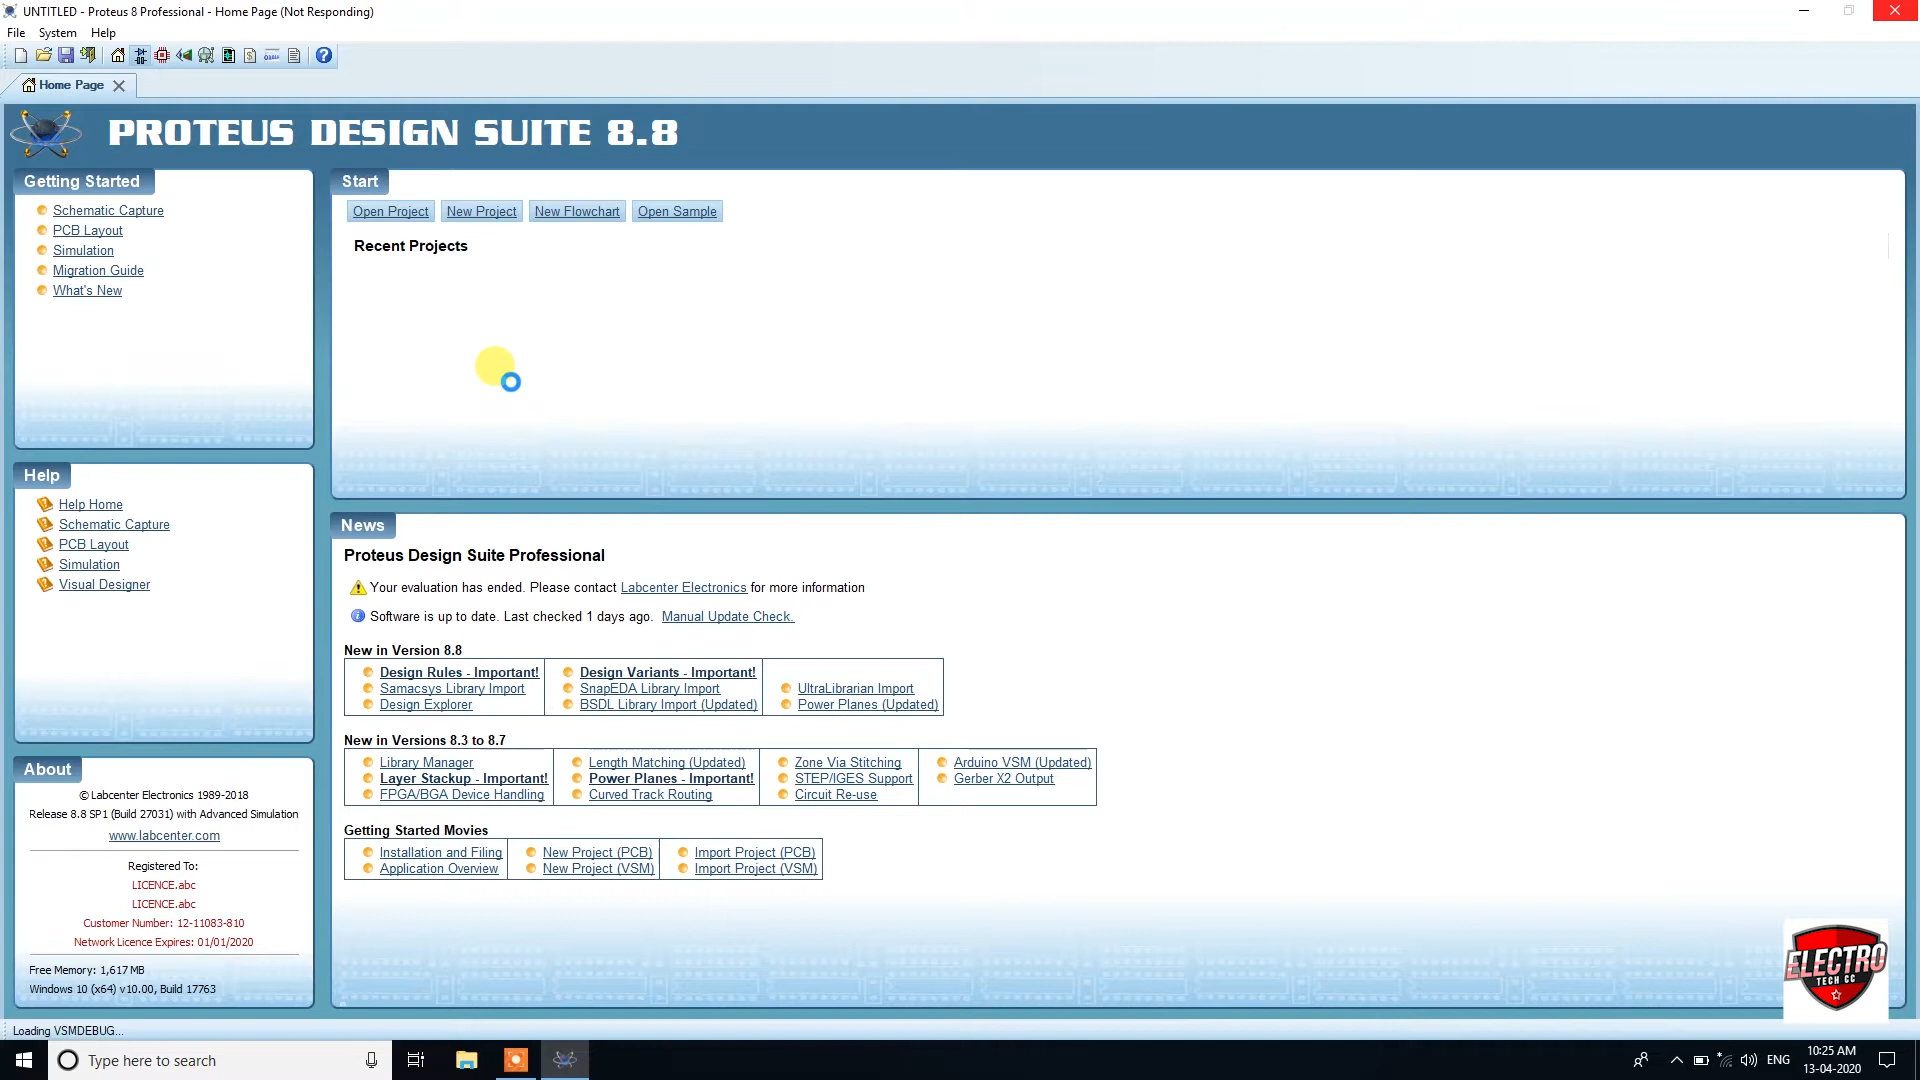 UNTITLED - Proteus 8 Professional - Home Page (Not Responding)
File System Help
Home Page
PROTEUS DESIGN SUITE 8.8
Getting Started
Schematic Capture
PCB Layout
Simulation
Migration Guide
What's New
Start
Open Project New Project New Flowchart Open Sample
Recent Projects
Help
Help Home
Schematic Capture
PCB Layout
Simulation
Visual Designer
News
Proteus Design Suite Professional
Your evaluation has ended. Please contact Labcenter Electronics for more information
Software is up to date. Last checked 1 days ago. Manual Update Check.
New in Version 8.8
Design Rules - Important! Design Variants - Important!
Samacsys Library Import SnapEDA Library Import UltraLibrarian Import
Design Explorer BSDL Library Import (Updated) Power Planes (Updated)
New in Versions 8.3 to 8.7
Library Manager Length Matching (Updated) Zone Via Stitching Arduino VSM (Updated)
Layer Stackup - Important! Power Planes - Important! STEP/IGES Support Gerber X2 Output
FPGA/BGA Device Handling Curved Track Routing Circuit Re-use
Getting Started Movies
Installation and Filing New Project (PCB) Import Project (PCB)
Application Overview New Project (VSM) Import Project (VSM)
About
© Labcenter Electronics 1989-2018
Release 8.8 SP1 (Build 27031) with Advanced Simulation
www.labcenter.com
Registered To:
LICENCE.abc
LICENCE.abc
Customer Number: 12-11083-810
Network Licence Expires: 01/01/2020
Free Memory: 1,617 MB
Windows 10 (x64) v10.00, Build 17763
ELECTRO
TECH CC
Loading VSMDEBUG...
Type here to search
ENG
10:25 AM
13-04-2020